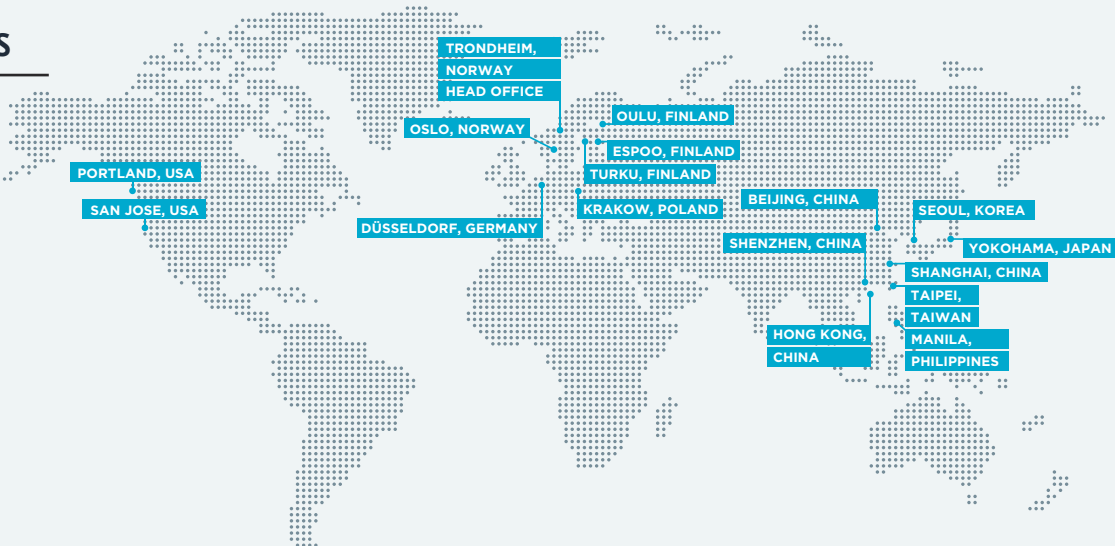 S
TRONDHEIM,
NORWAY
HEAD OFFICE
OULU, FINLAND
OSLO, NORWAY
ESPOO, FINLAND
PORTLAND, USA
TURKU, FINLAND
BEIJING, CHINA
SAN JOSE, USA
KRAKOW, POLAND
SEOUL, KOREA
DÜSSELDORF, GERMANY
SHENZHEN, CHINA
YOKOHAMA, JAPAN
SHANGHAI, CHINA
TAIPEI,
TAIWAN
HONG KONG,
CHINA
MANILA,
PHILIPPINES